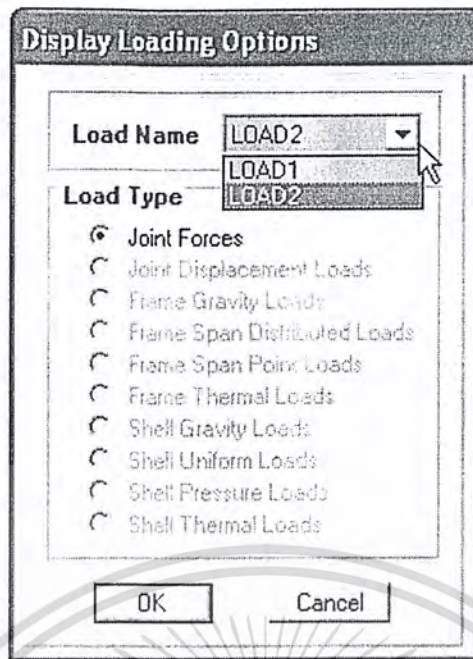 Display Loading Options
Load Name LOAD2
LOAD1
LOAD2
Load Type
Joint Forces
Joint Displacement Loads
Frame Gravity Loads
Frame Span Distributed Loads
Frame Span Point Loads
Frame Thermal Loads
Shell Gravity Loads
Shell Uniform Loads
Shell Pressure Loads
Shell Thermal Loads
OK Cancel